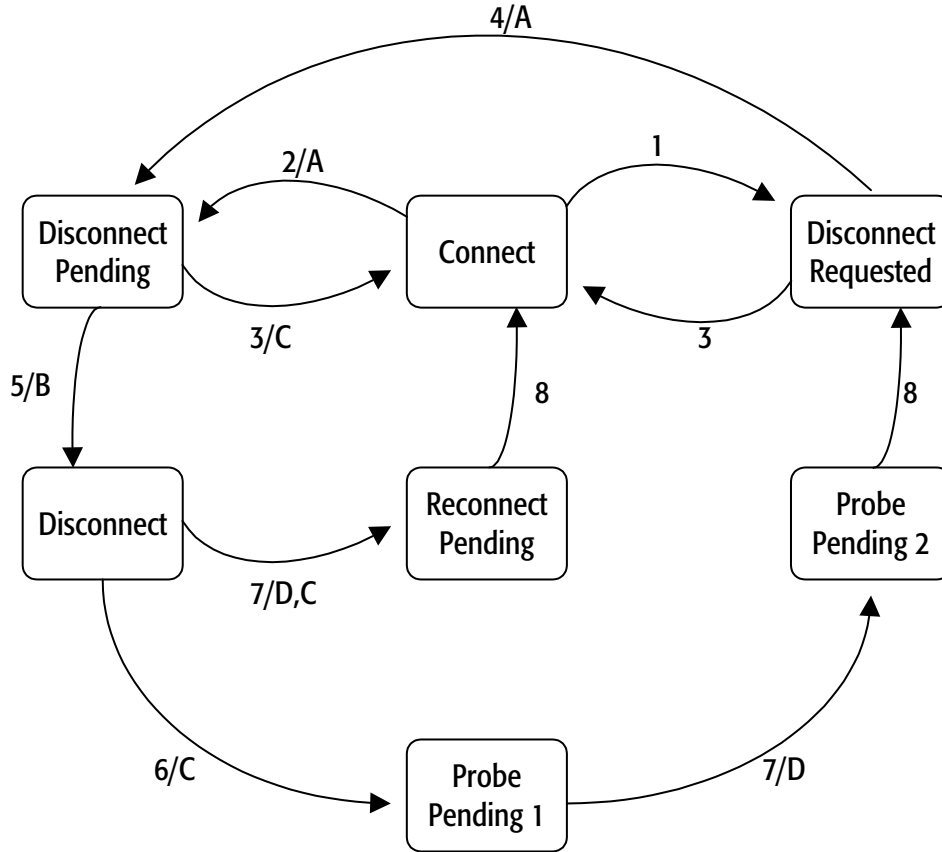 4/A
2/A
1
Disconnect
Pending
Connect
Disconnect
Requested
3/C
3
5/B
8
8
Disconnect
Reconnect
Pending
Probe
Pending 2
7/D,C
6/C
Probe
Pending 1
7/D